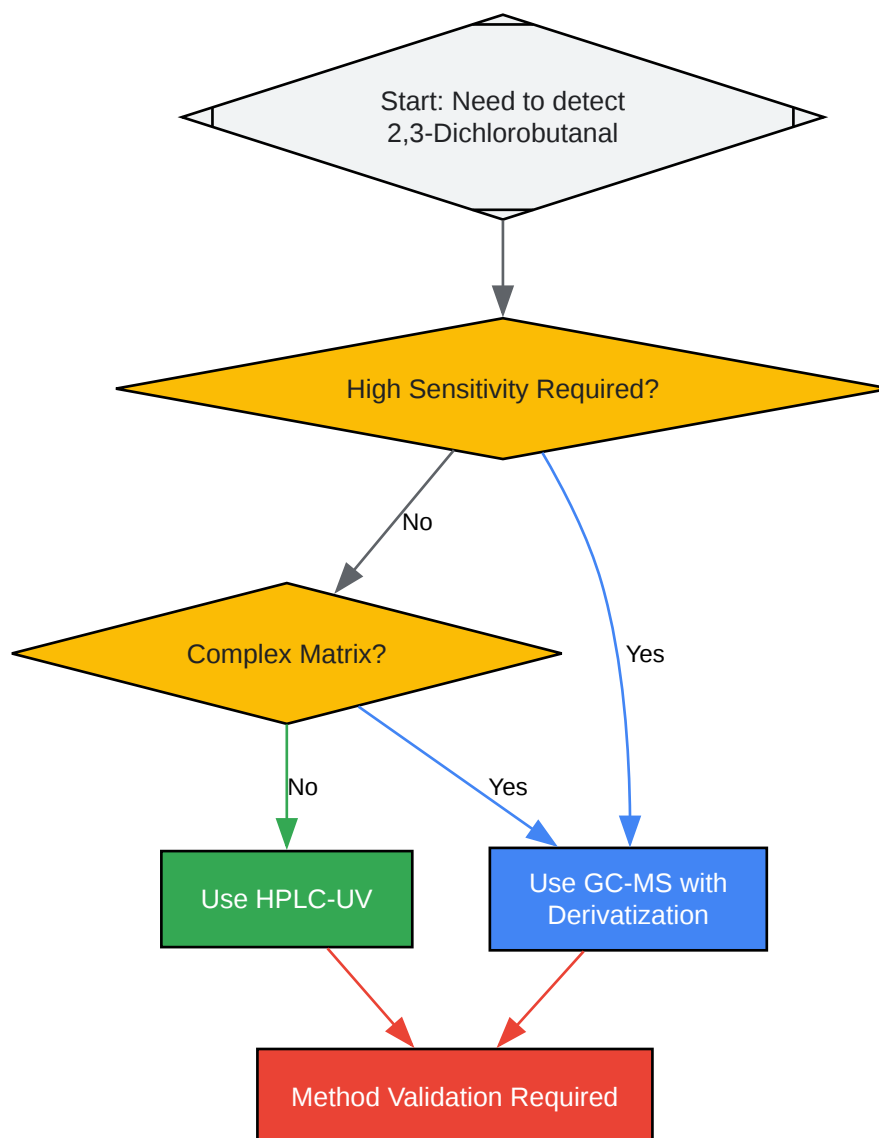 Start: Need to detect
2,3-Dichlorobutanal
High Sensitivity Required?
No
Complex Matrix?
Yes
No
Yes
Use HPLC-UV
Use GC-MS with
Derivatization
Method Validation Required